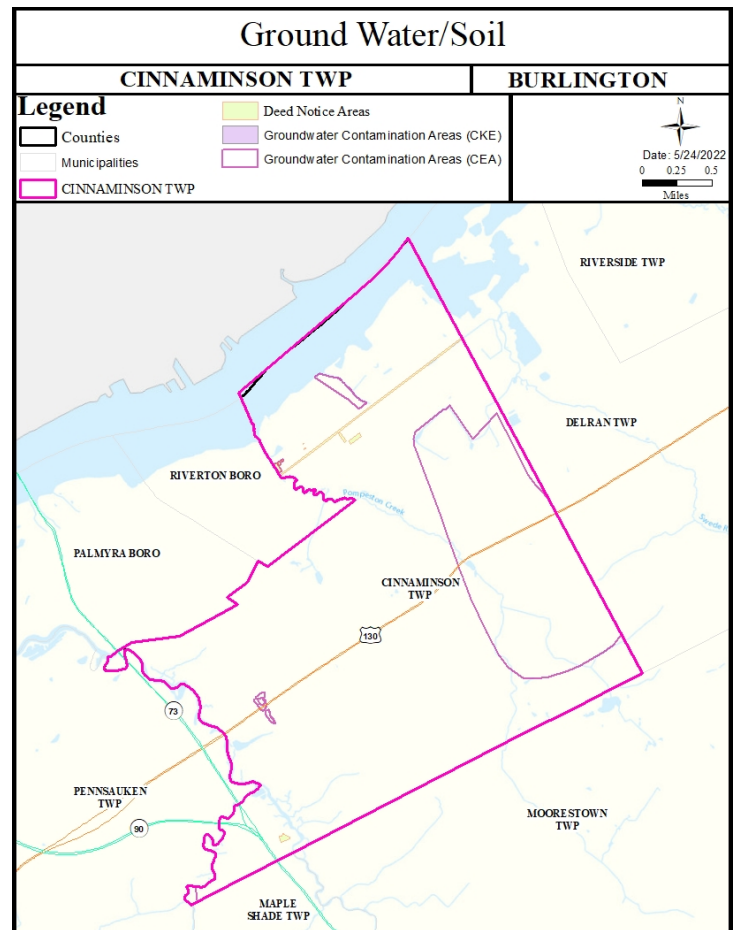 Ground Water/Soil
CINNAMINSON TWP
BURLINGTON
Legend
Counties
Municipalities
CINNAMINSON TWP
Deed Notice Areas
Groundwater Contamination Areas (CKE)
Groundwater Contamination Areas (CEA)
N
Date: 5/24/2022
0 0.25 0.5
Miles
RIVERSIDE TWP
DELRAN TWP
RIVERTON BORO
Pompeston Creek
PALMYRA BORO
CINNAMINSON
TWP
130
73
PENNSAUKEN
TWP
90
MOORESTOWN
TWP
MAPLE
SHADE TWP